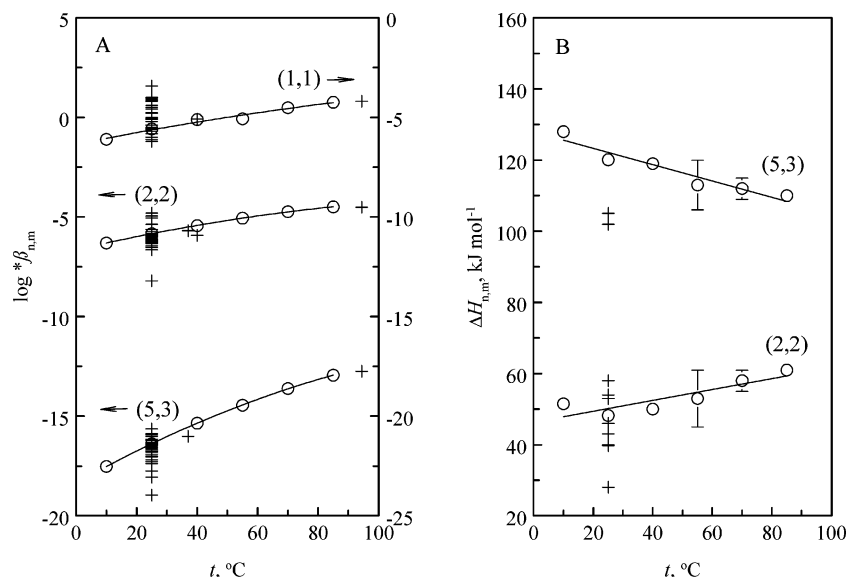 5 0 160
A B
(1,1)
140
0 -5
(5,3)
120
(2,2)
-5 -10
log *βn,m
ΔHn,m, kJ mol-1
100
80
-10 -15
(2,2)
60
(5,3)
-15 -20
40
-20 -25 20
0 20 40 60 80 100 0 20 40 60 80 100
t, °C t, °C